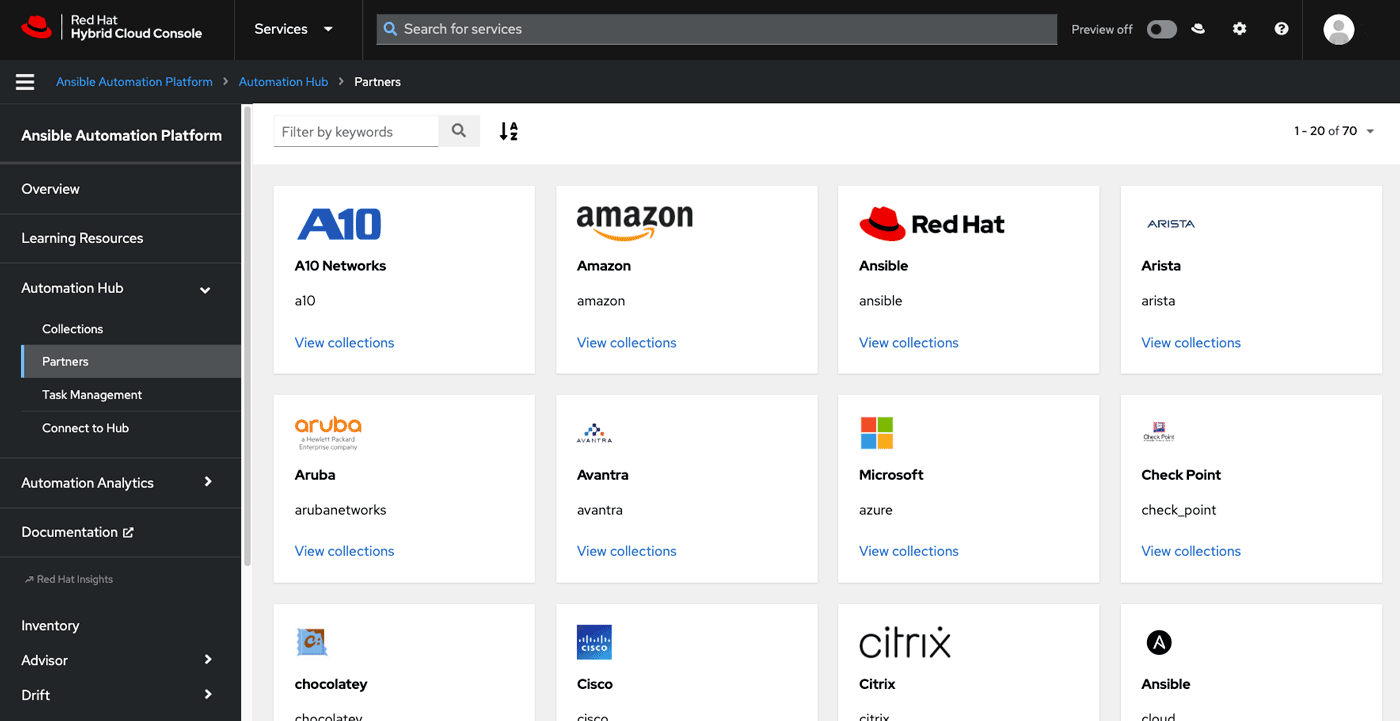 Red Hat
Hybrid Cloud Console
Services
Search for services
Preview off
Ansible Automation Platform > Automation Hub > Partners
Ansible Automation Platform
Overview
Learning Resources
Automation Hub
Collections
Partners
Task Management
Connect to Hub
Automation Analytics
Documentation
Red Hat Insights
Inventory
Advisor
Drift
Filter by keywords
1 - 20 of 70
A10
A10 Networks
a10
View collections
amazon
Amazon
amazon
View collections
Red Hat
Ansible
ansible
View collections
ARISTA
Arista
arista
View collections
aruba
a Hewlett Packard
Enterprise company
Aruba
arubanetworks
View collections
AVANTRA
Avantra
avantra
View collections
Microsoft
azure
View collections
Check Point
Check Point
check_point
View collections
chocolatey
chocolatey
CISCO
Cisco
cisco
citrix
Citrix
citrix
A
Ansible
cloud